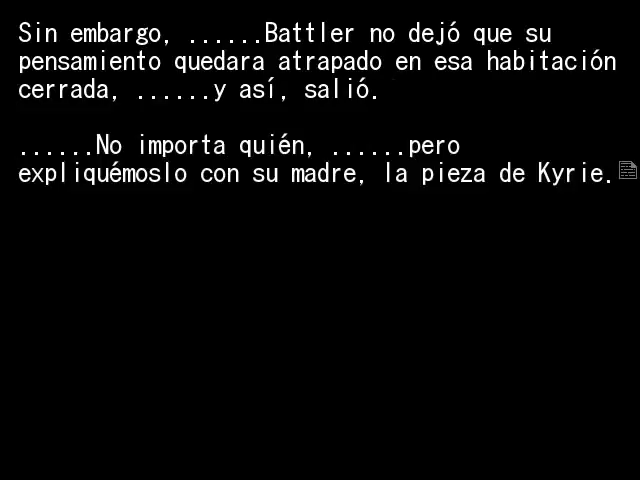 Sin embargo, ......Battler no dejó que su
pensamiento quedara atrapado en esa habitación
cerrada, ......y así, salió.
......No importa quién, ......pero
expliquémoslo con su madre, la pieza de Kyrie.